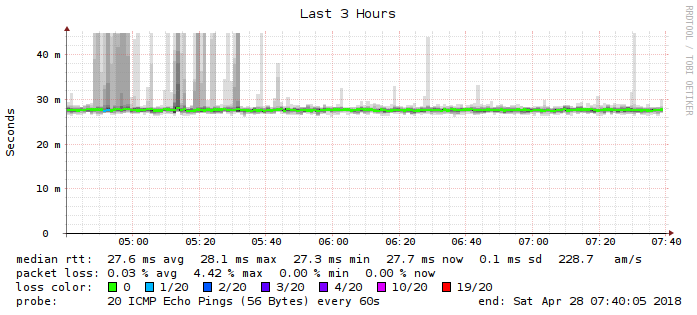 Last 3 Hours
RRDTOOL / TOBI OETIKER
Seconds
40 m
30 m
20 m
10 m
0
05:00 05:20 05:40 06:00 06:20 06:40 07:00 07:20 07:40
median rtt: 27.6 ms avg 28.1 ms max 27.3 ms min 27.7 ms now 0.1 ms sd 228.7 am/s
packet loss: 0.03 % avg 4.42 % max 0.00 % min 0.00 % now
loss color: 0 1/20 2/20 3/20 4/20 10/20 19/20
probe: 20 ICMP Echo Pings (56 Bytes) every 60s end: Sat Apr 28 07:40:05 2018